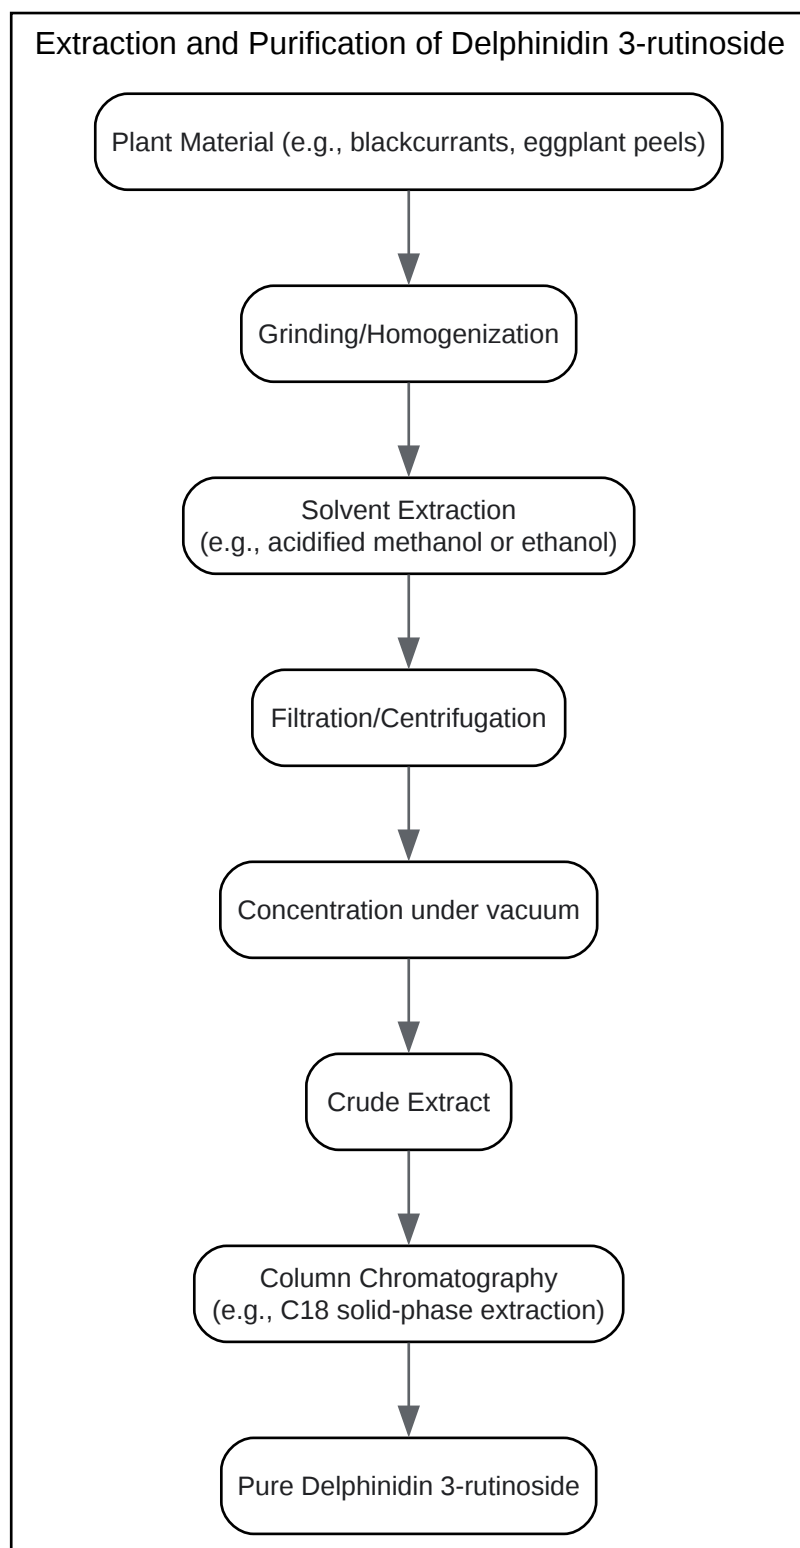 Extraction and Purification of Delphinidin 3-rutinoside
Plant Material (e.g., blackcurrants, eggplant peels)
Grinding/Homogenization
Solvent Extraction
(e.g., acidified methanol or ethanol)
Filtration/Centrifugation
Concentration under vacuum
Crude Extract
Column Chromatography
(e.g., C18 solid-phase extraction)
Pure Delphinidin 3-rutinoside